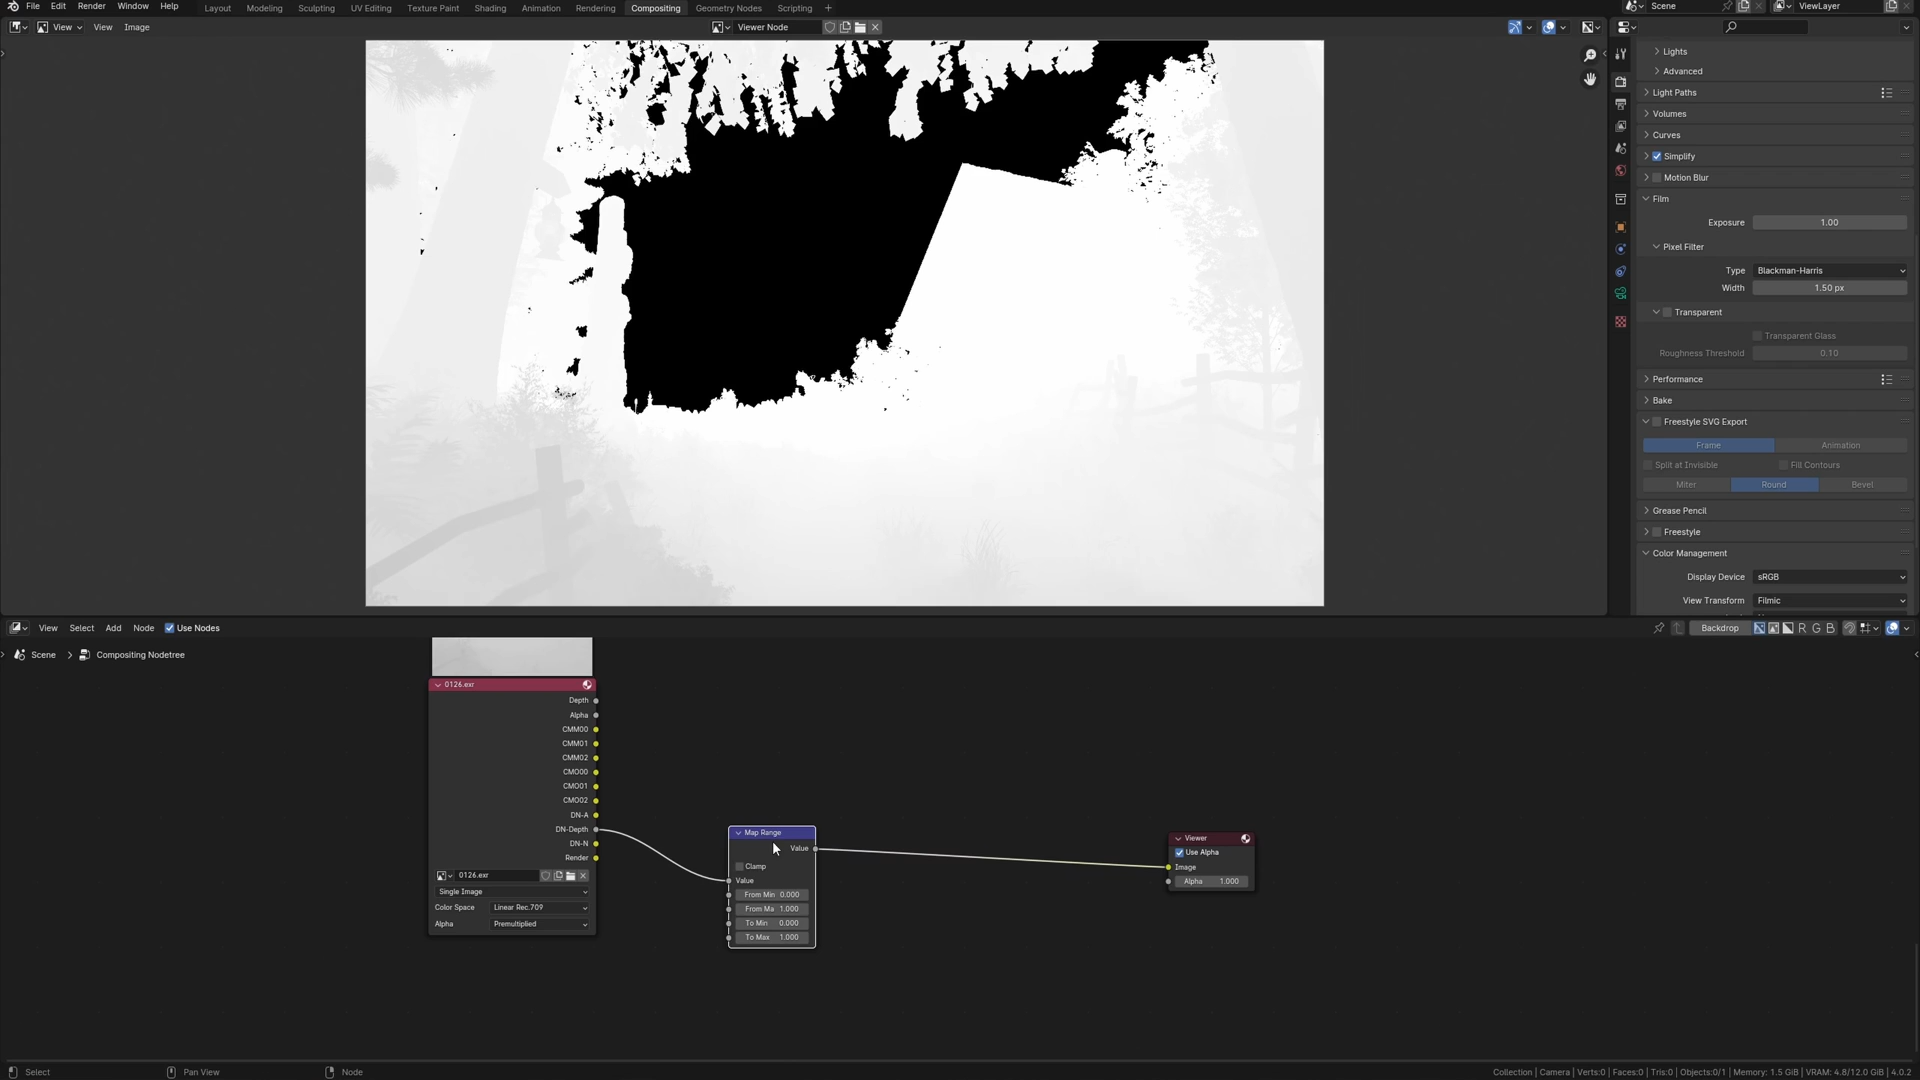 File Edit Render Window Help Layout Modeling Sculpting UV Editing Texture Paint Shading Animation Rendering Compositing Geometry Nodes Scripting + Scene ViewLayer
View View Image Viewer Node
Lights
Advanced
Light Paths
Volumes
Curves
Simplify
Motion Blur
Film
Exposure 1.00
Pixel Filter
Type Blackman-Harris
Width 1.50 px
Transparent
Transparent Glass
Roughness Threshold 0.10
Performance
Bake
Freestyle SVG Export
Frame Animation
Split at Invisible Fill Contours
Miter Round Bevel
Grease Pencil
Freestyle
Color Management
Display Device sRGB
View Transform Filmic
View Select Add Node Use Nodes Backdrop R G B
Scene > Compositing Nodetree
0126.exr
Depth
Alpha
CMM00
CMM01
CMM02
CMO00
CMO01
CMO02
DN-A
DN-Depth
DN-N
Render
0126.exr
Single Image
Color Space Linear Rec.709
Alpha Premultiplied
Map Range
Value
Clamp
Value
From Min 0.000
From Ma 1.000
To Min 0.000
To Max 1.000
Viewer
Use Alpha
Image
Alpha 1.000
Select Pan View Node Collection | Camera | Verts:0 | Faces:0 | Tris:0 | Objects:0/1 | Memory: 1.5 GiB | VRAM: 4.8/12.0 GiB | 4.0.2